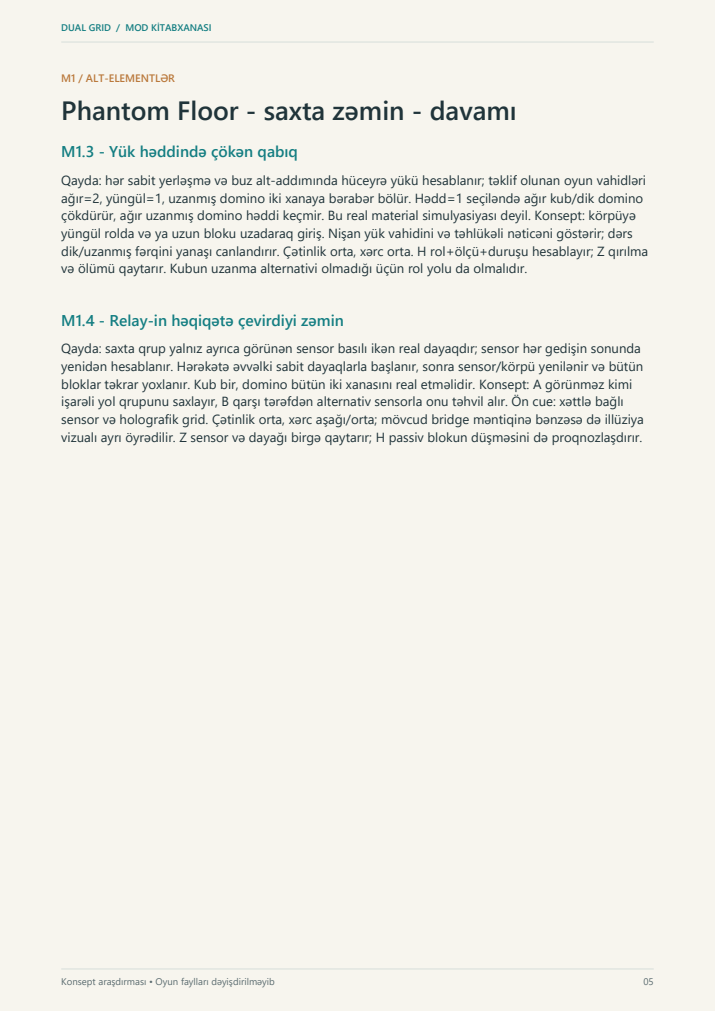 DUAL GRID / MOD KİTABXANASI
M1 / ALT-ELEMENTLƏR
Phantom Floor - saxta zəmin - davamı
M1.3 - Yük həddində çökən qabıq
Qayda: hər sabit yerləşmə və buz alt-addımında hüceyrə yükü hesablanır; təklif olunan oyun vahidləri
ağır=2, yüngül=1, uzanmış domino iki xanaya bərabər bölür. Hədd=1 seçiləndə ağır kub/dik domino
çökdürür, ağır uzanmış domino həddi keçmir. Bu real material simulyasiyası deyil. Konsept: körpüyə
yüngül rolda və ya uzun bloku uzadaraq giriş. Nişan yük vahidini və təhlükəli nəticəni göstərir; dərs
dik/uzanmış fərqini yanaşı canlandırır. Çətinlik orta, xərc orta. H rol+ölçü+duruşu hesablayır; Z qırılma
və ölümü qaytarır. Kubun uzanma alternativi olmadığı üçün rol yolu da olmalıdır.
M1.4 - Relay-in həqiqətə çevirdiyi zəmin
Qayda: saxta qrup yalnız ayrıca görünən sensor basılı ikən real dayaqdır; sensor hər gedişin sonunda
yenidən hesablanır. Hərəkətə əvvəlki sabit dayaqlarla başlanır, sonra sensor/körpü yenilənir və bütün
bloklar təkrar yoxlanır. Kub bir, domino bütün iki xanasını real etməlidir. Konsept: A görünməz kimi
işarəli yol qrupunu saxlayır, B qarşı tərəfdən alternativ sensorla onu təhvil alır. Ön cue: xəttlə bağlı
sensor və holografik grid. Çətinlik orta, xərc aşağı/orta; mövcud bridge məntiqinə bənzəsə də illüziya
vizualı ayrı öyrədilir. Z sensor və dayağı birgə qaytarır; H passiv blokun düşməsini də proqnozlaşdırır.
Konsept araşdırması • Oyun faylları dəyişdirilməyib
05